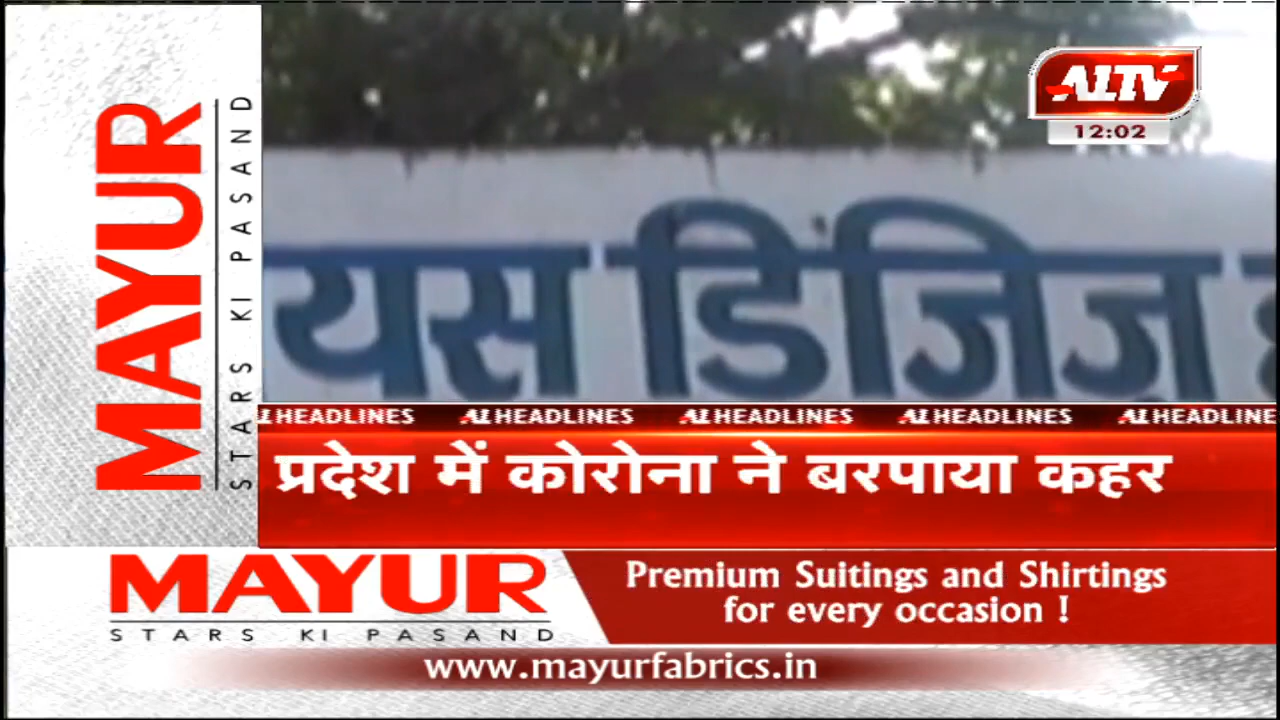 MAYUR
STARS KI PASAND
ALTV
12:02
यस डिजिज़
AL HEADLINES AL HEADLINES AL HEADLINES AL HEADLINES AL HEADLINE
प्रदेश में कोरोना ने बरपाया कहर
MAYUR
STARS KI PASAND
Premium Suitings and Shirtings
for every occasion !
www.mayurfabrics.in